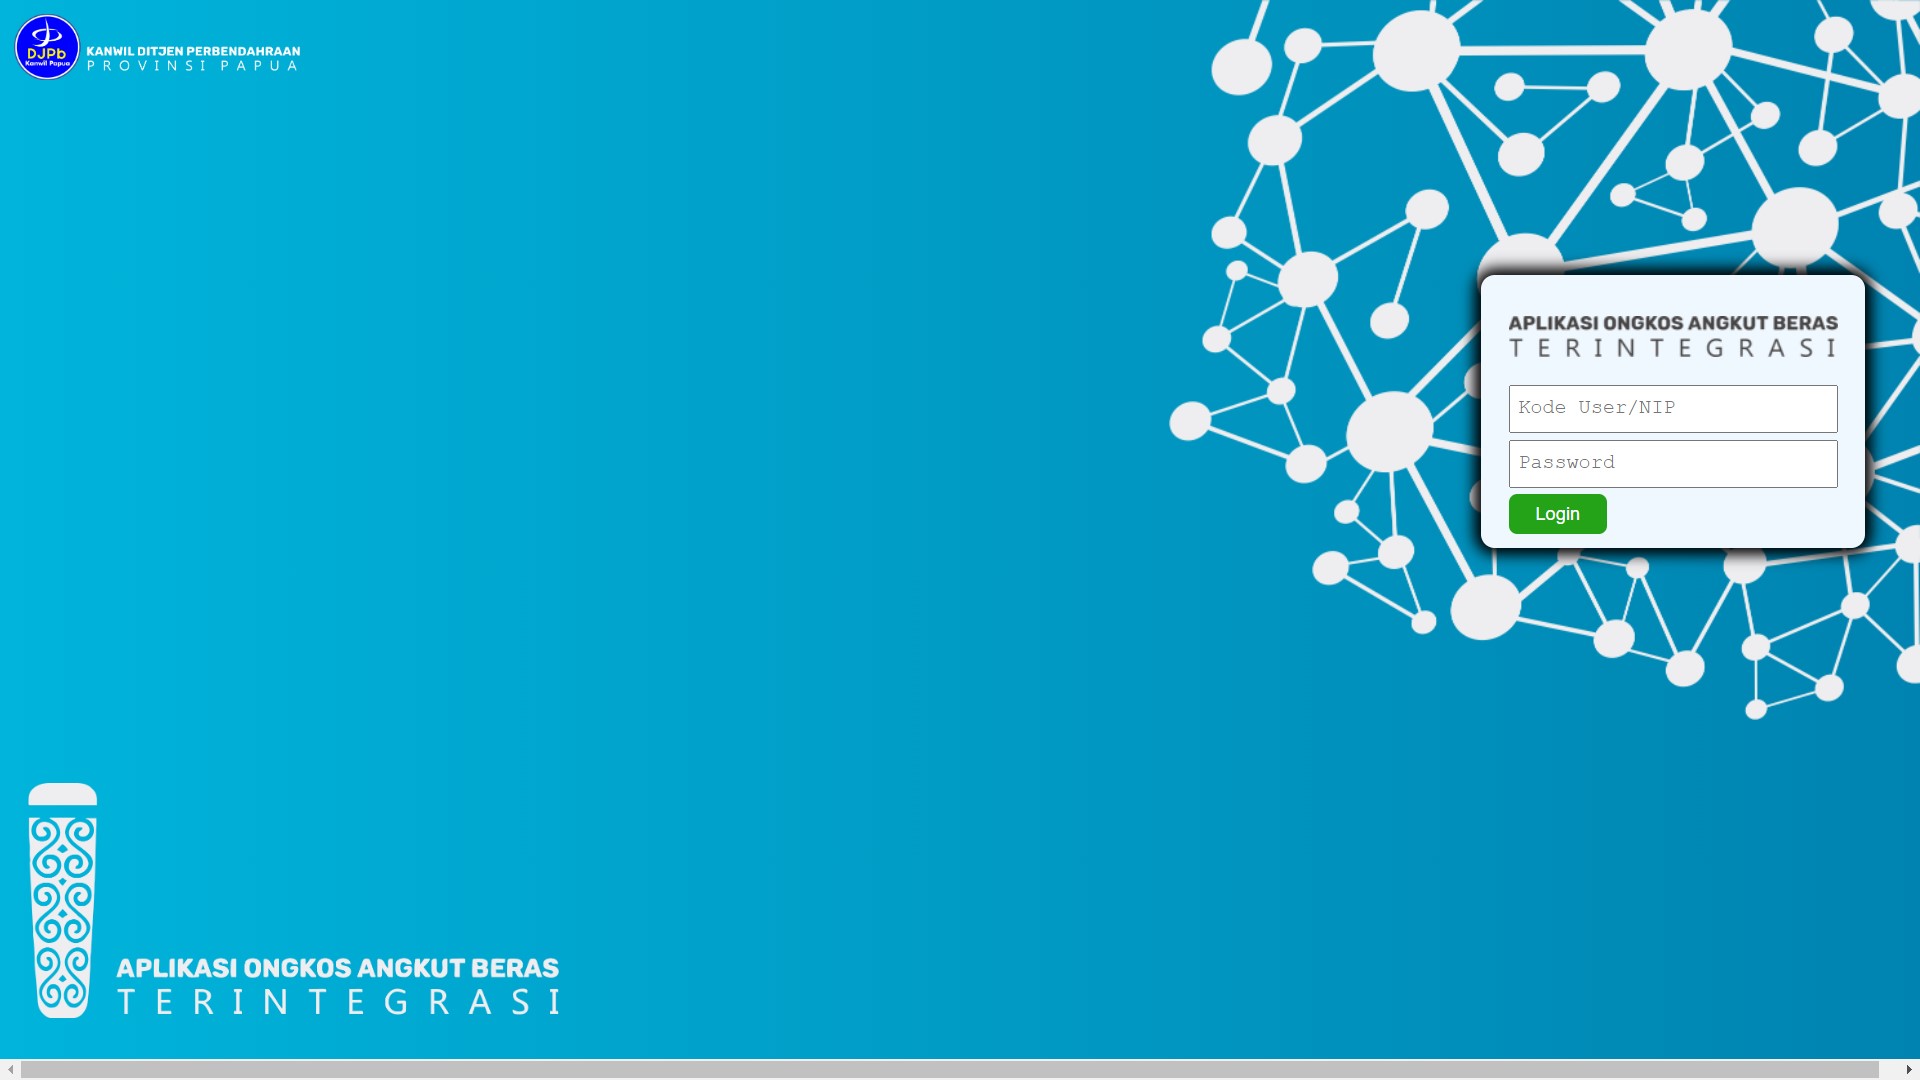 DJPb
Kanwil Papua
KANWIL DITJEN PERBENDAHRAAN
PROVINSI PAPUA
APLIKASI ONGKOS ANGKUT BERAS
TERINTEGRASI
Kode User/NIP
Password
Login
APLIKASI ONGKOS ANGKUT BERAS
TERINTEGRASI